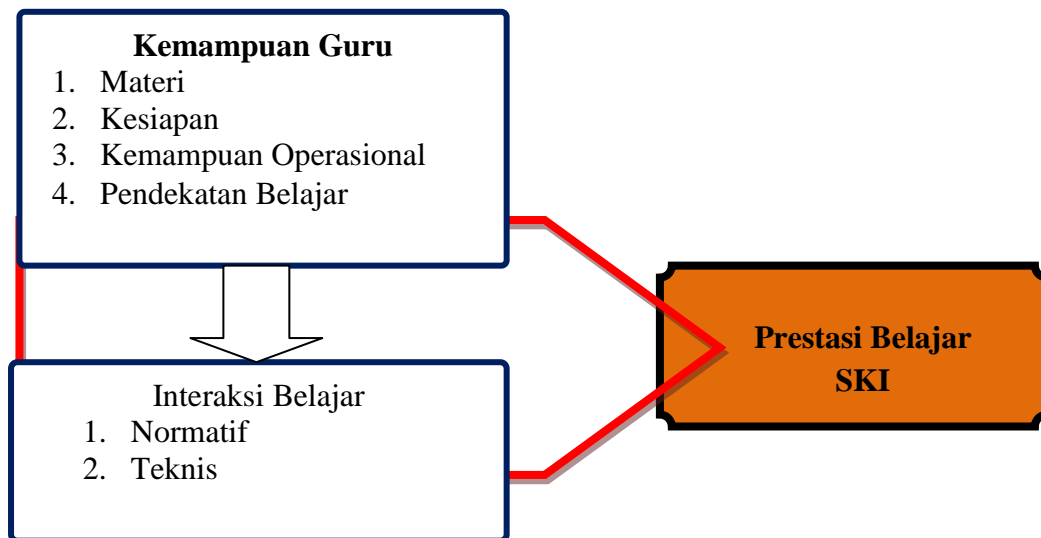 Kemampuan Guru
1. Materi
2. Kesiapan
3. Kemampuan Operasional
4. Pendekatan Belajar
Interaksi Belajar
1. Normatif
2. Teknis
Prestasi Belajar
SKI